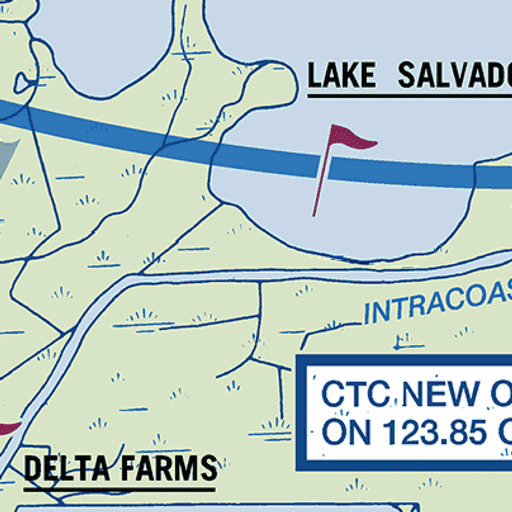 LAKE SALVADO
INTRACOAS
CTC NEW O
ON 123.85 O
DELTA FARMS